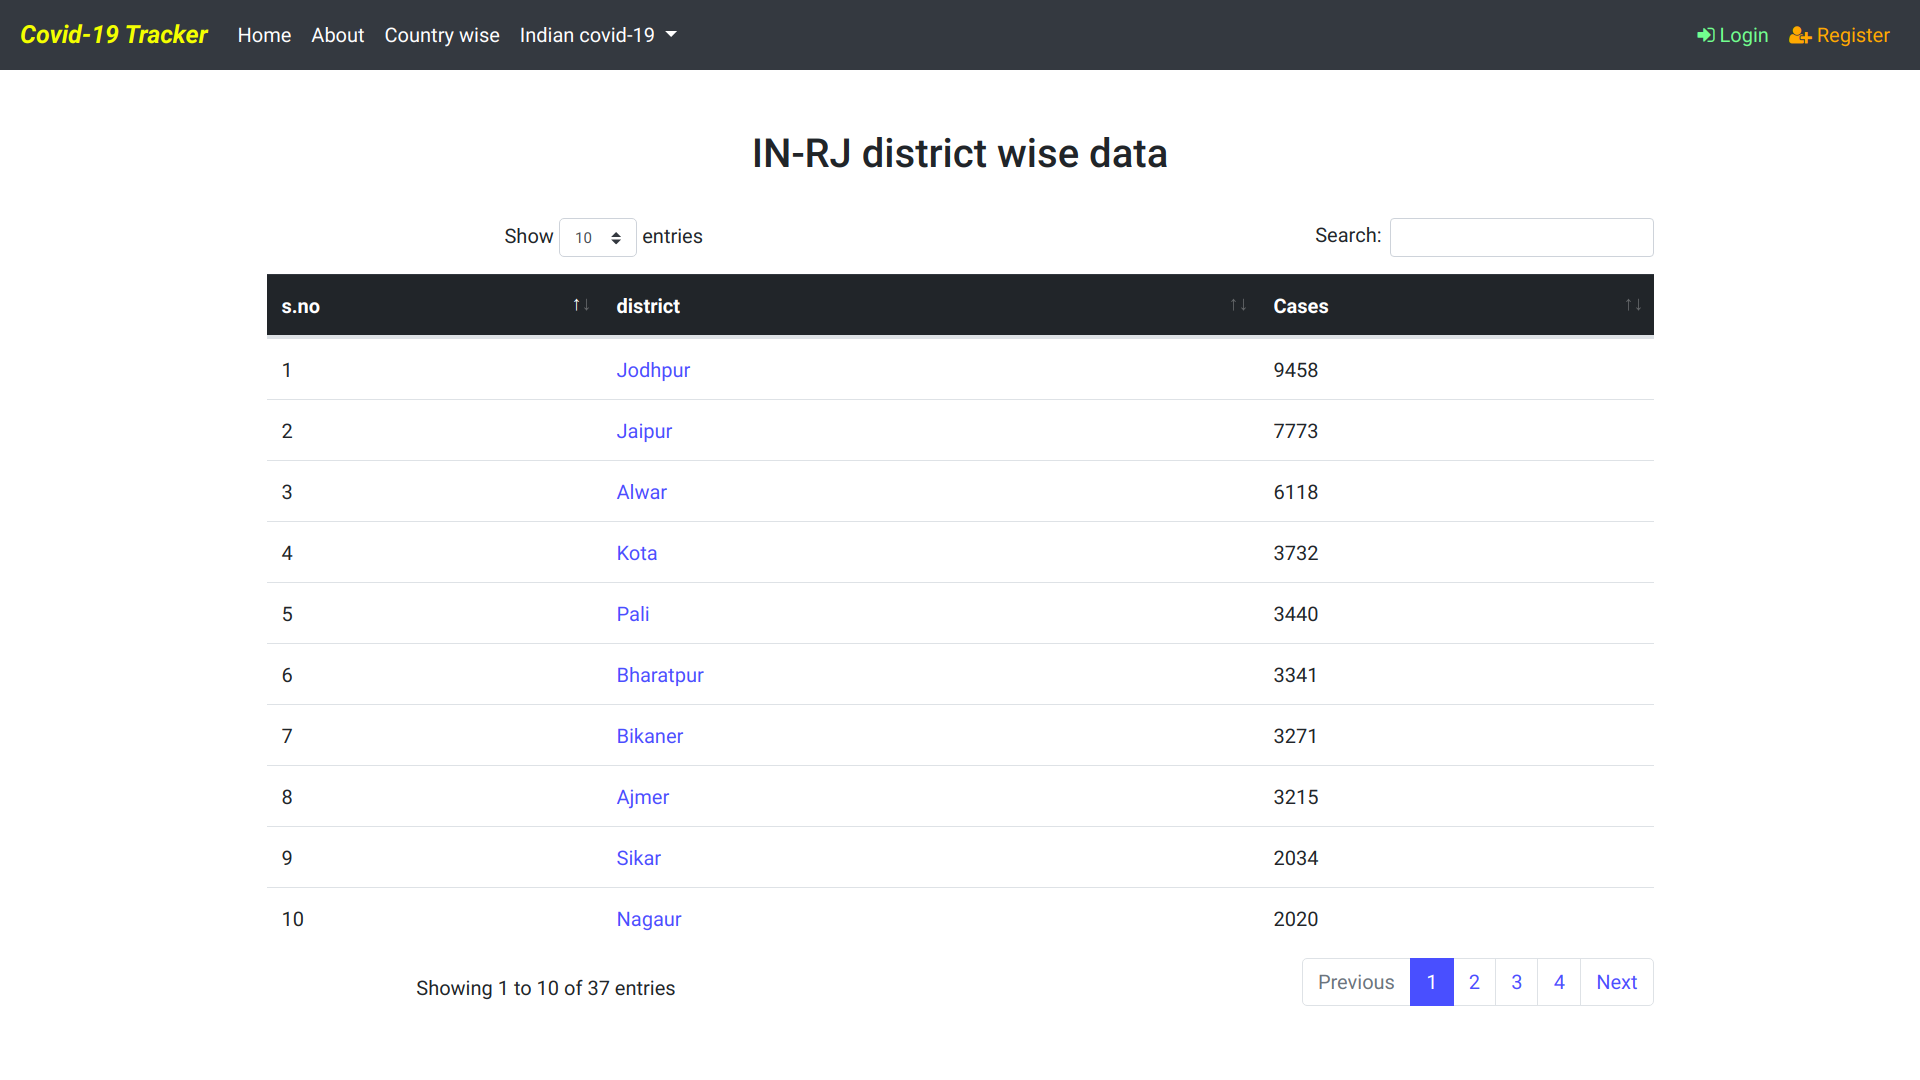 Covid-19 Tracker Home About Country wise Indian covid-19 Login Register
IN-RJ district wise data
Show 10 entries Search:
s.no district Cases
1 Jodhpur 9458
2 Jaipur 7773
3 Alwar 6118
4 Kota 3732
5 Pali 3440
6 Bharatpur 3341
7 Bikaner 3271
8 Ajmer 3215
9 Sikar 2034
10 Nagaur 2020
Showing 1 to 10 of 37 entries Previous 1 2 3 4 Next